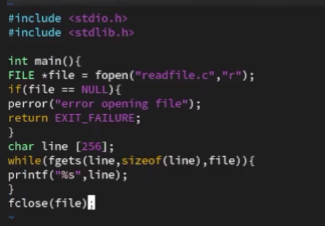 #include <stdio.h>
#include <stdlib.h>
int main(){
FILE *file = fopen("readfile.c","r");
if(file == NULL){
perror("error opening file");
return EXIT_FAILURE;
}
char line [256];
while(fgets(line,sizeof(line),file)){
printf("%s",line);
}
fclose(file);
~